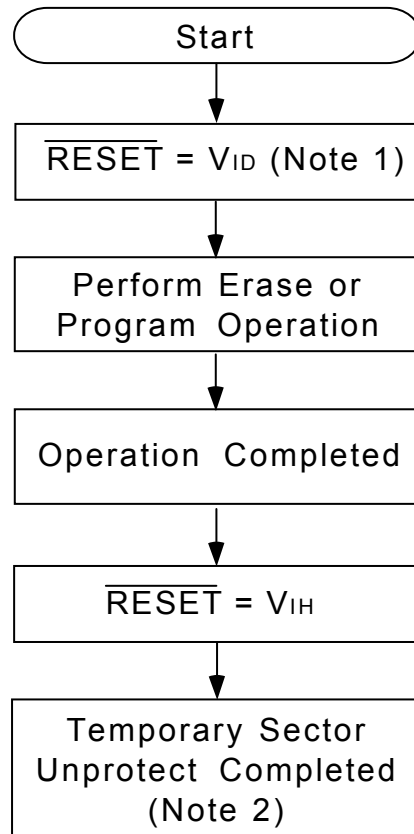 Start
RESET = VID (Note 1)
Perform Erase or
Program Operation
Operation Completed
RESET = VIH
Temporary Sector
Unprotect Completed
(Note 2)